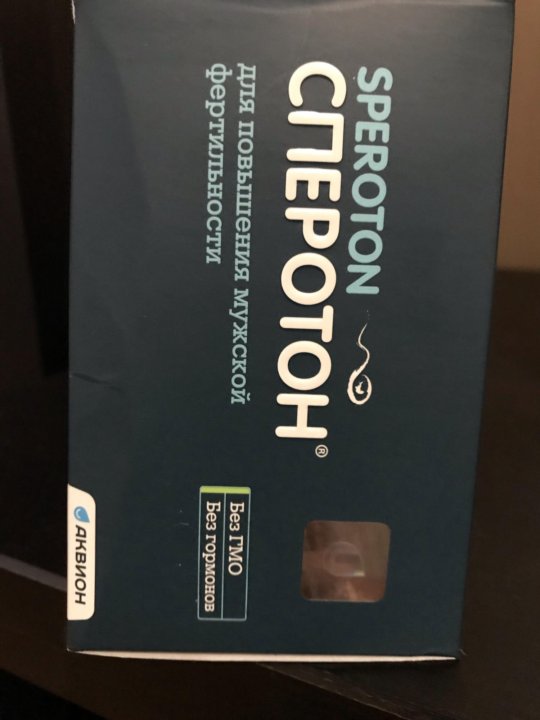 SPEROTON
СПЕРОТОН®
для повышения мужской
фертильности
Без ГМО
Без гормонов
АКВИОН